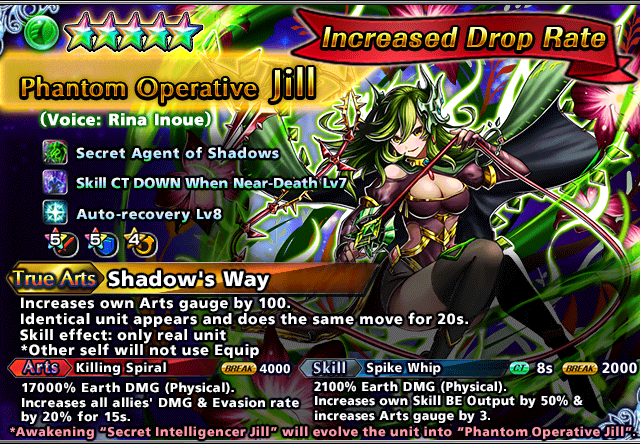 Increased Drop Rate
Phantom Operative Jill
(Voice: Rina Inoue)
Secret Agent of Shadows
Skill CT DOWN When Near-Death Lv7
Auto-recovery Lv8
5 5 4
True Arts Shadow's Way
Increases own Arts gauge by 100.
Identical unit appears and does the same move for 20s.
Skill effect: only real unit
*Other self will not use Equip
Arts Killing Spiral BREAK 4000
17000% Earth DMG (Physical).
Increases all allies' DMG & Evasion rate
by 20% for 15s.
Skill Spike Whip CT 8s BREAK 2000
2100% Earth DMG (Physical).
Increases own Skill BE Output by 50% &
increases Arts gauge by 3.
*Awakening "Secret Intelligencer Jill" will evolve the unit into "Phantom Operative Jill".